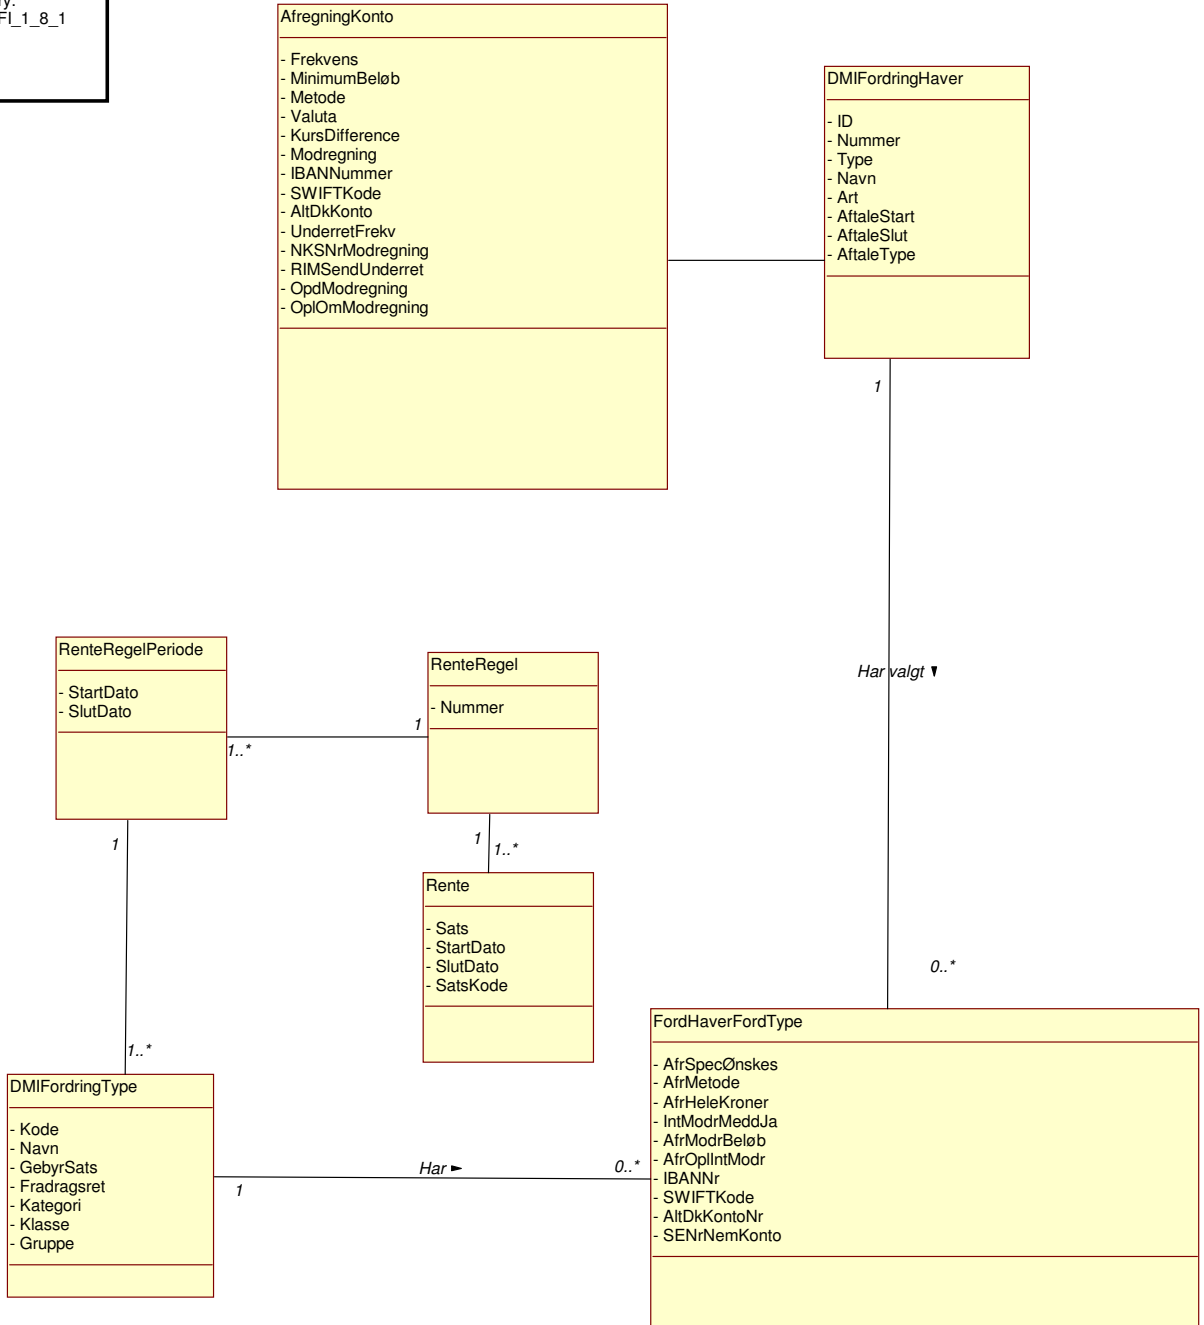 FI_1_8_1
AfregningKonto
- Frekvens
- MinimumBeløb
- Metode
- Valuta
- KursDifference
- Modregning
- IBANNummer
- SWIFTKode
- AltDkKonto
- UnderretFrekv
- NKSNrModregning
- RIMSendUnderret
- OpdModregning
- OplOmModregning
DMIFordringHaver
- ID
- Nummer
- Type
- Navn
- Art
- AftaleStart
- AftaleSlut
- AftaleType
1
Har valgt
0..*
RenteRegelPeriode
- StartDato
- SlutDato
1..*
1
RenteRegel
- Nummer
1
1..*
Rente
- Sats
- StartDato
- SlutDato
- SatsKode
1
1..*
DMIFordringType
- Kode
- Navn
- GebyrSats
- Fradragsret
- Kategori
- Klasse
- Gruppe
1
Har
0..*
FordHaverFordType
- AfrSpecØnskes
- AfrMetode
- AfrHeleKroner
- IntModrMeddJa
- AfrModrBeløb
- AfrOplIntModr
- IBANNr
- SWIFTKode
- AltDkKontoNr
- SENrNemKonto